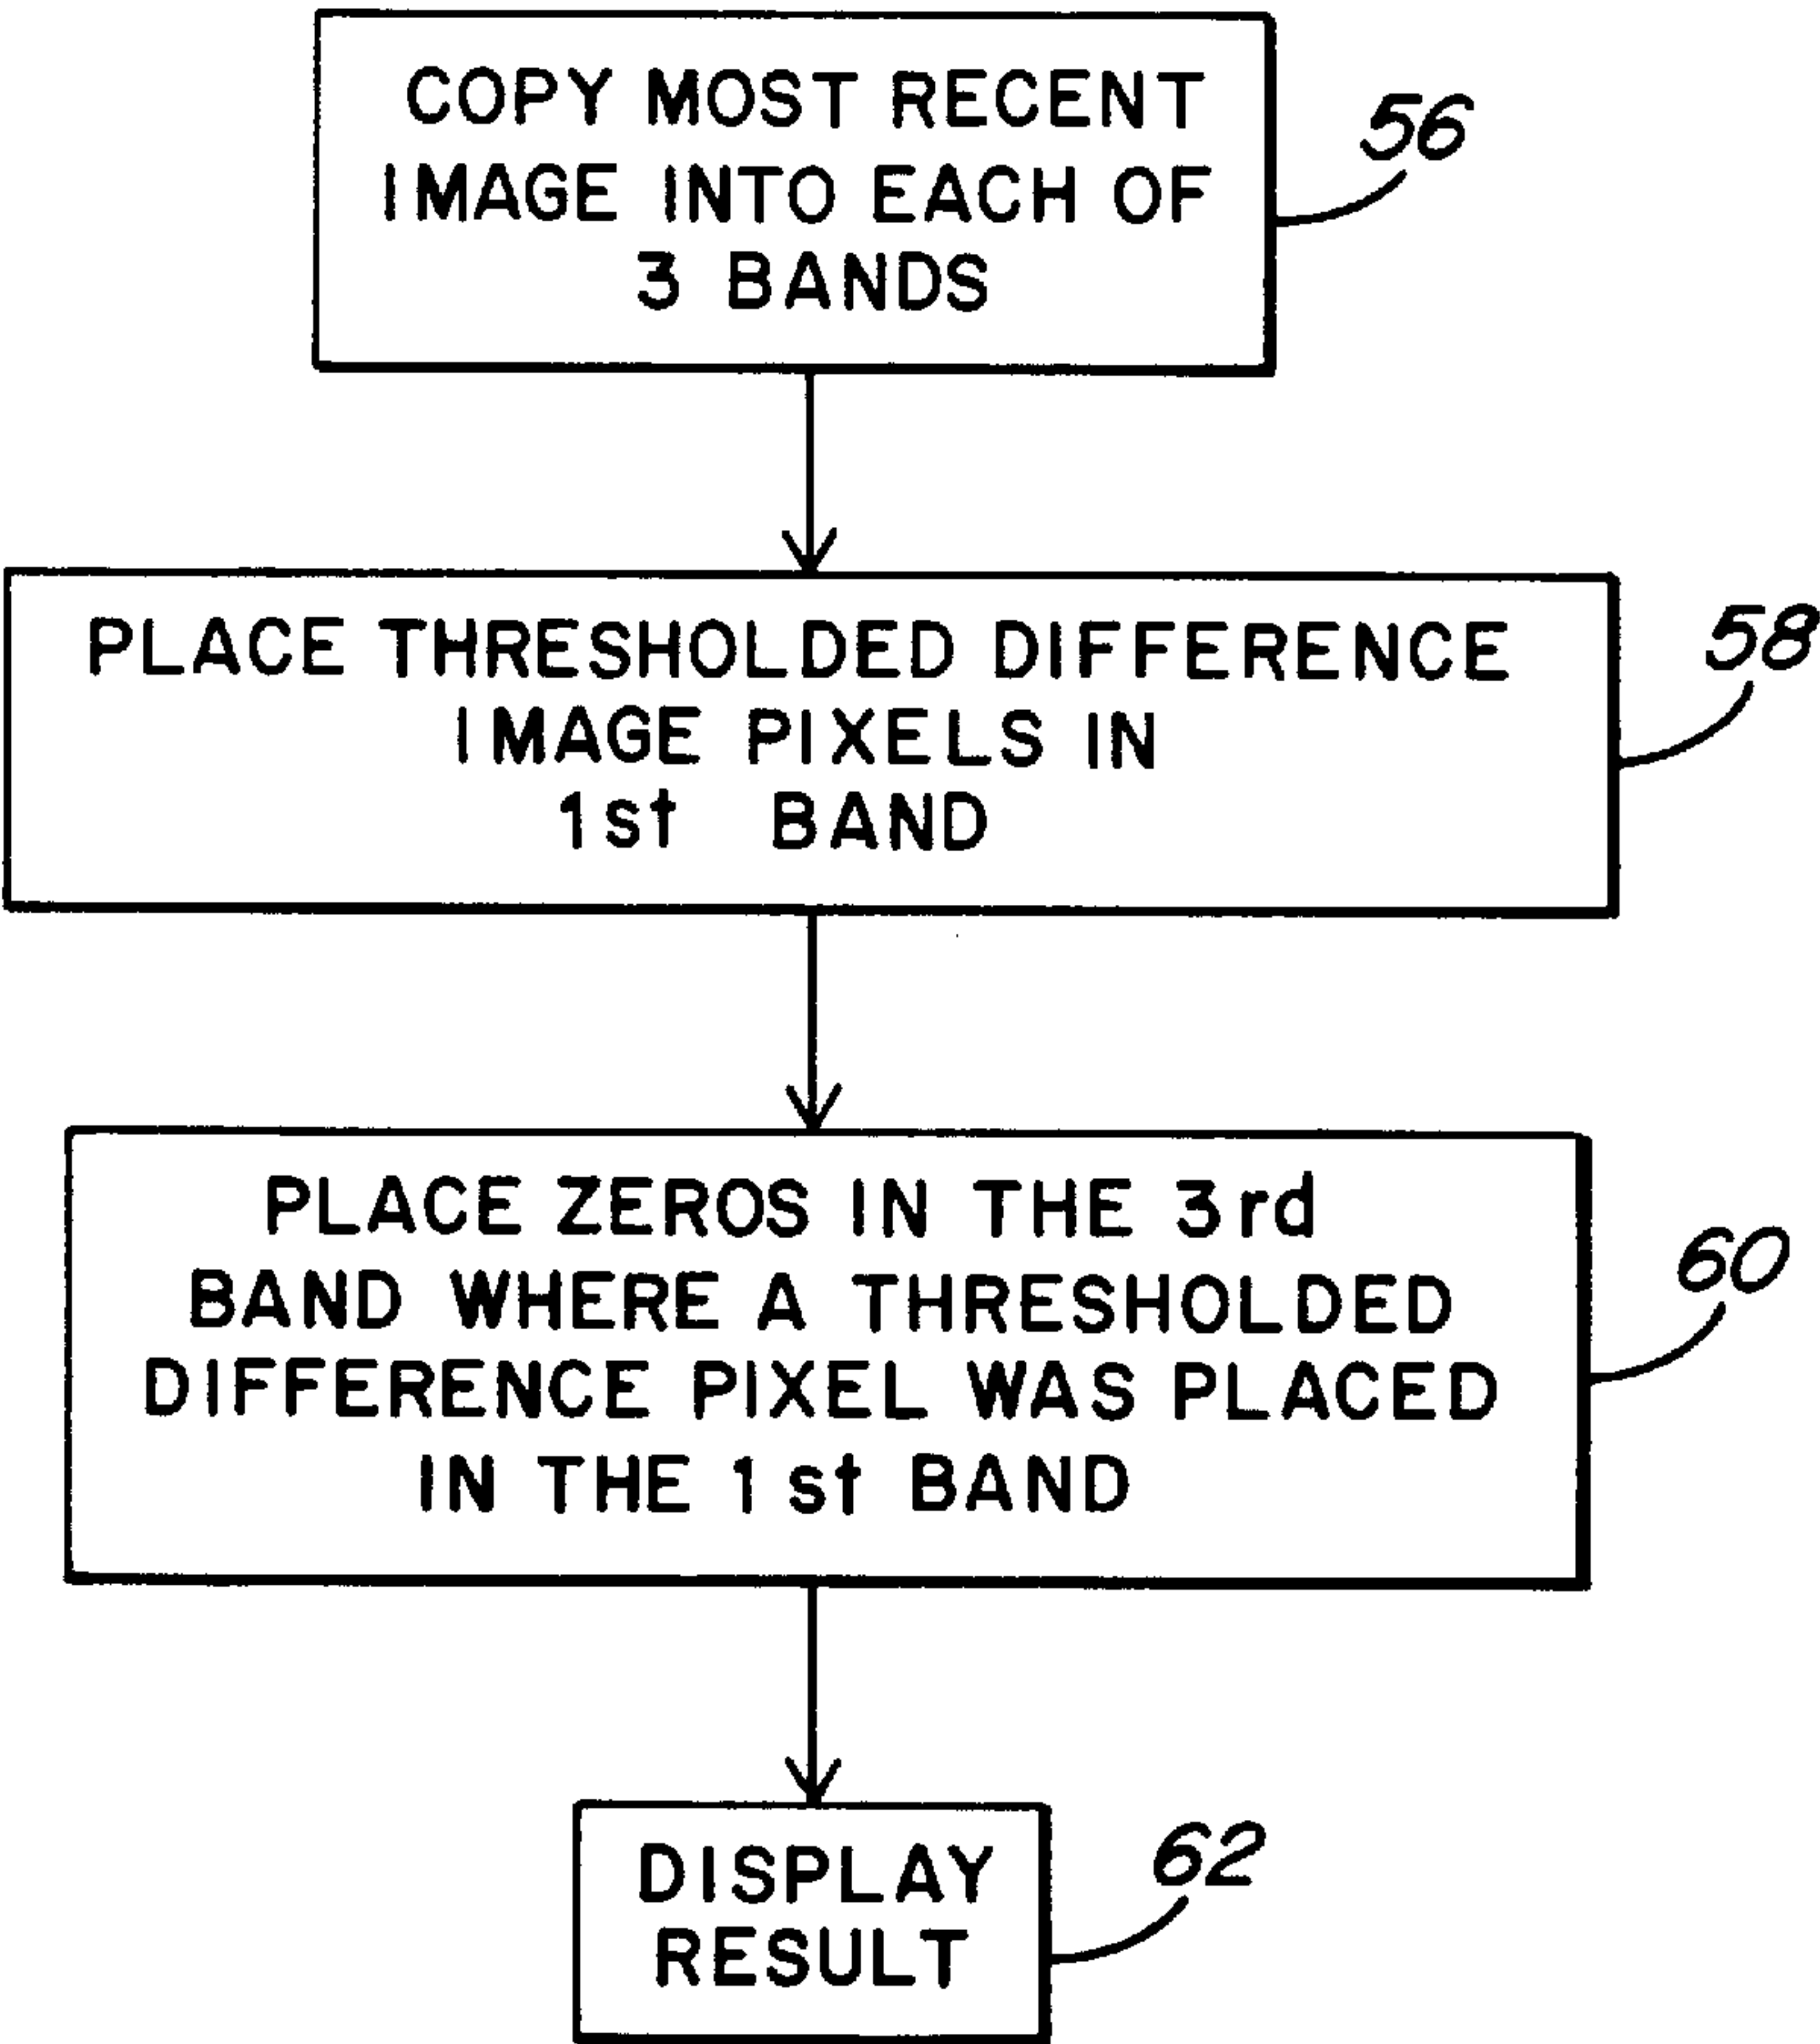 COPY MOST RECENT
IMAGE INTO EACH OF
3 BANDS
56
PLACE THRESHOLDED DIFFERENCE
IMAGE PIXELS IN
1st BAND
58
PLACE ZEROS IN THE 3rd
BAND WHERE A THRESHOLDED
DIFFERENCE PIXEL WAS PLACED
IN THE 1st BAND
60
DISPLAY
RESULT
62